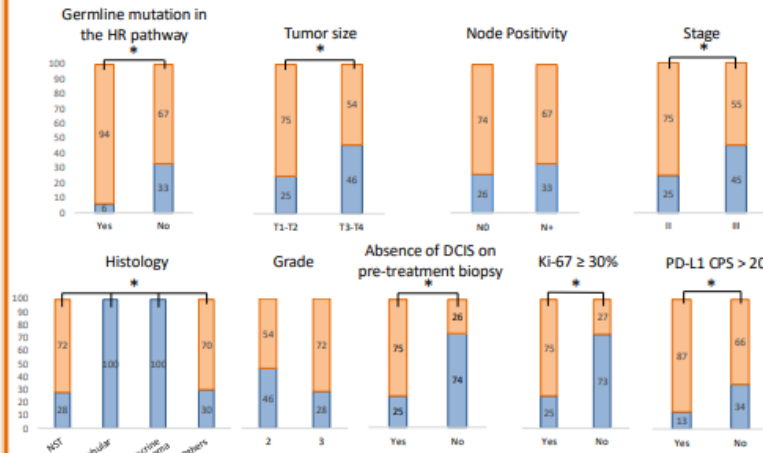 Germline mutation in
the HR pathway
*
100
90
80
70
60
50
40
30
20
10
0
94
6
67
33
Yes
No
Tumor size
*
75
25
54
46
T1-T2
T3-T4
Node Positivity
74
26
67
33
N0
N+
Stage
*
75
25
55
45
II
III
Histology
*
100
90
80
70
60
50
40
30
20
10
0
72
28
100
100
70
30
NST
Grade
54
46
72
28
2
3
Absence of DCIS on
pre-treatment biopsy
*
75
25
26
74
Yes
No
Ki-67 ≥ 30%
*
75
25
27
73
Yes
No
PD-L1 CPS > 20
*
87
13
66
34
Yes
No